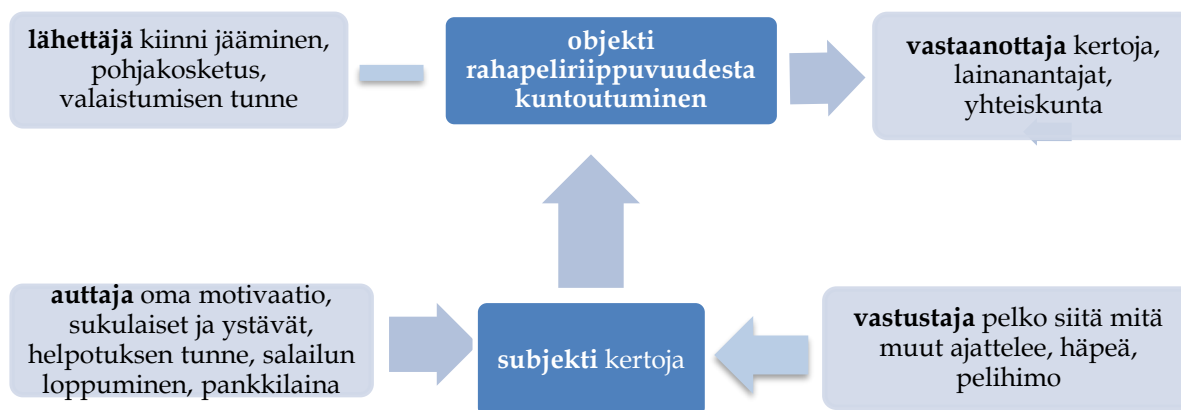 lähettäjä kiinni jääminen,
pohjakosketus,
valaistumisen tunne
objekti
rahapeliriippuvuudesta
kuntoutuminen
vastaanottaja kertoja,
lainanantajat,
yhteiskunta
auttaja oma motivaatio,
sukulaiset ja ystävät,
helpotuksen tunne, salailun
loppuminen, pankkilaina
subjekti kertoja
vastustaja pelko siitä mitä
muut ajattelee, häpeä,
pelihimo